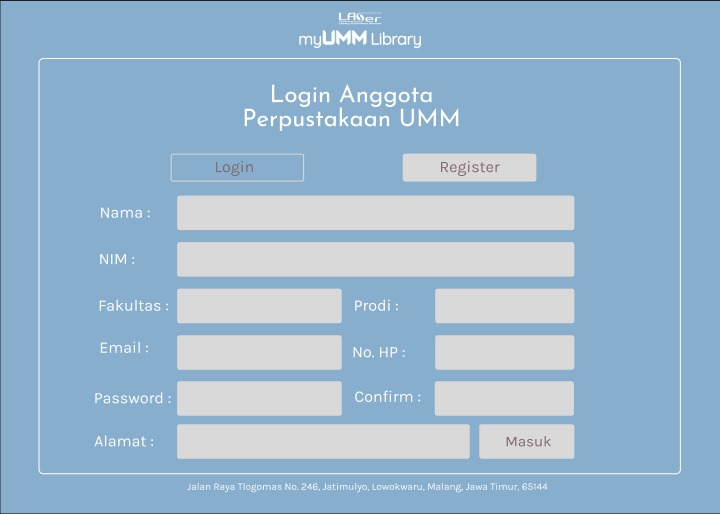 LASer
myUMM Library
Login Anggota
Perpustakaan UMM
Login Register
Nama :
NIM :
Fakultas : Prodi :
Email : No. HP :
Password : Confirm :
Alamat : Masuk
Jalan Raya Tlogomas No. 246, Jatimulyo, Lowokwaru, Malang, Jawa Timur, 65144